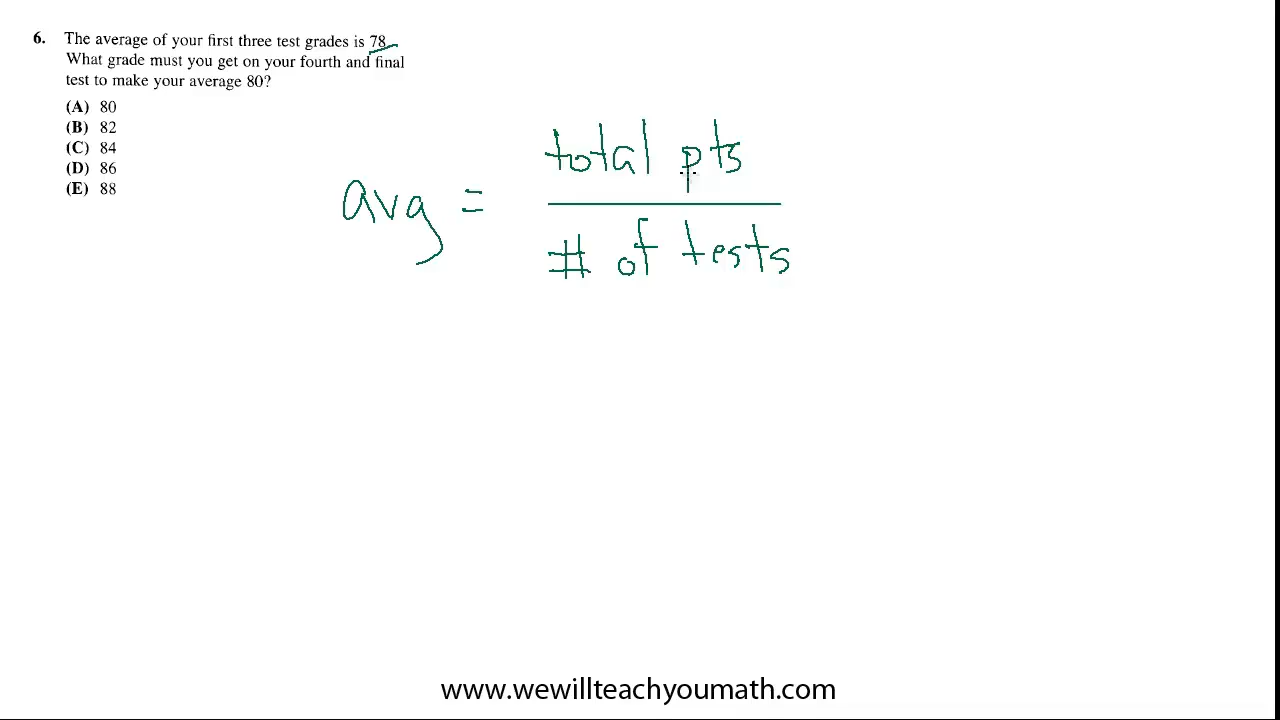 6. The average of your first three test grades is 78.
What grade must you get on your fourth and final
test to make your average 80?
(A) 80
(B) 82
(C) 84
(D) 86
(E) 88
avg = total pts
# of tests
www.wewillteachyoumath.com